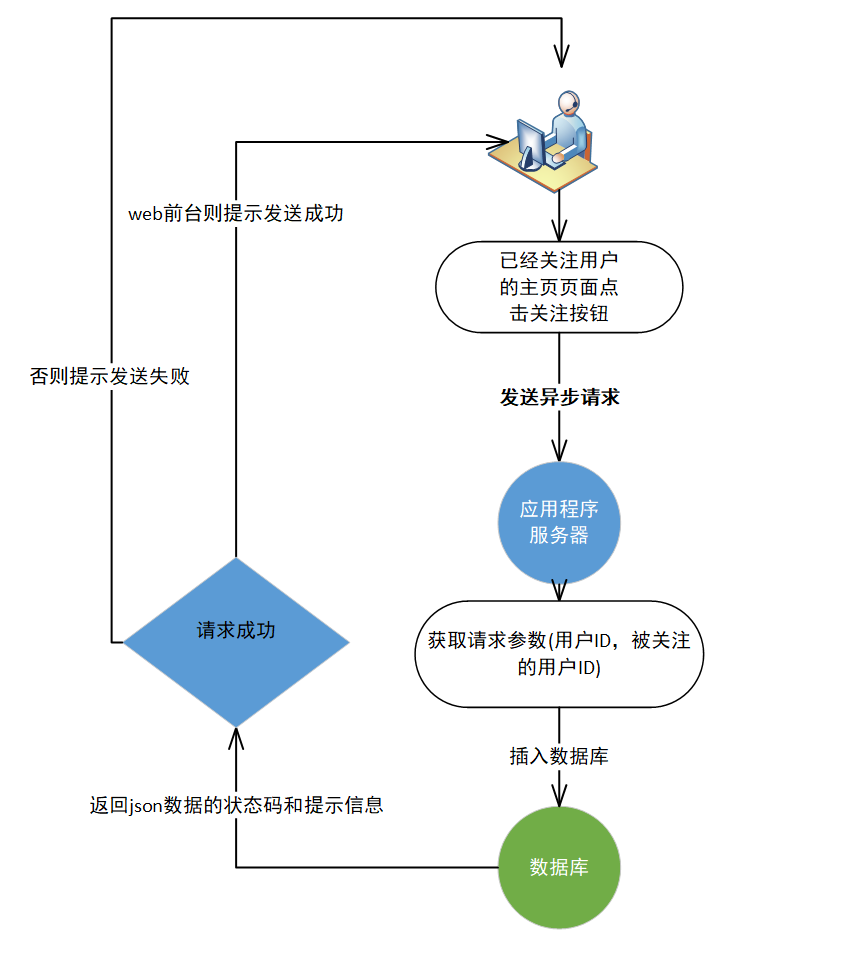 web前台则提示发送成功
已经关注用户
的主页页面点
击关注按钮
否则提示发送失败
发送异步请求
应用程序
服务器
请求成功
获取请求参数(用户ID，被关注
的用户ID)
插入数据库
返回json数据的状态码和提示信息
数据库